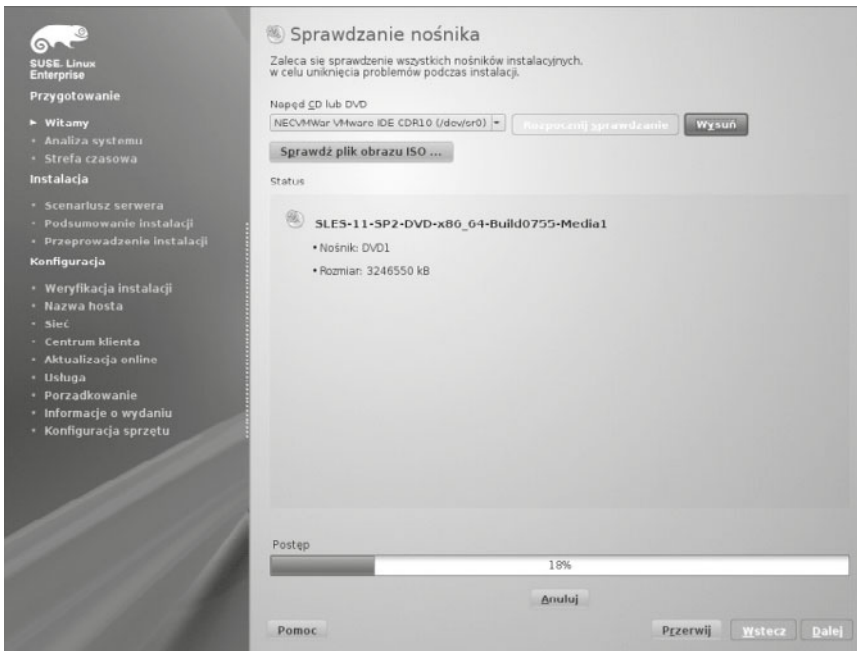 SUSE. Linux
Enterprise
Przygotowanie
Witamy
Analiza systemu
Strefa czasowa
Instalacja
Scenariusz serwera
Podsumowanie instalacji
Przeprowadzenie instalacji
Konfiguracja
Weryfikacja instalacji
Nazwa hosta
Sieć
Centrum klienta
Aktualizacja online
Usługa
Porzadkowanie
Informacje o wydaniu
Konfiguracja sprzętu
Sprawdzanie nośnika
Zaleca sie sprawdzenie wszystkich nośników instalacyjnych.
w celu uniknięcia problemów podczas instalacji.
Napęd CD lub DVD
NECVMWar VMware IDE CDR10 (/dev/sr0) Rozpocznij sprawdzanie Wysuń
Sprawdź plik obrazu ISO ...
Status
SLES-11-SP2-DVD-x86_64-Build0755-Media1
• Nośnik: DVD1
• Rozmiar: 3246550 kB
Postęp
18%
Anuluj
Pomoc Przerwij Wstecz Dalej